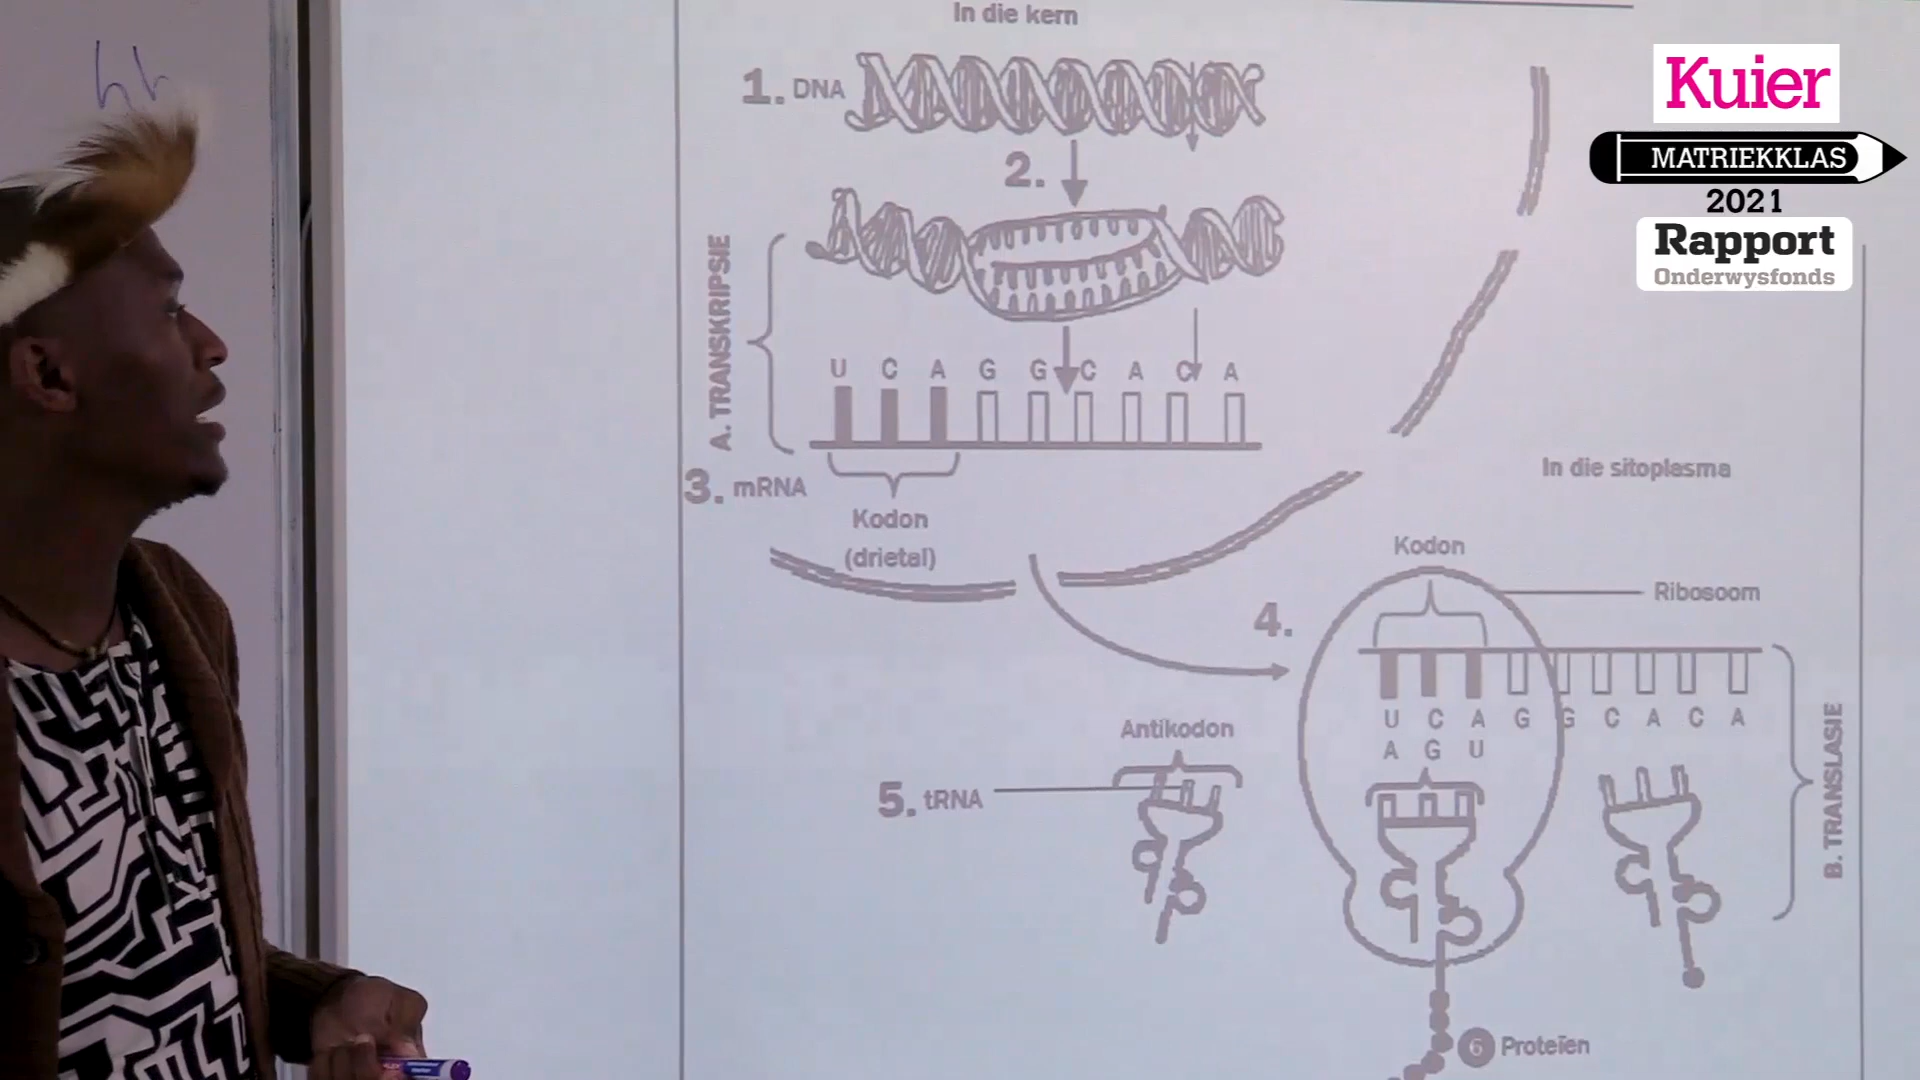 In die kern
1. DNA
2.
A. TRANSKRIPSIE
U C A G G C A C A
3. mRNA
Kodon
(drietal)
In die sitoplasma
Kodon
Ribosoom
4.
U C A G G C A C A
A G U
Antikodon
5. tRNA
B. TRANSLASIE
6 Proteïen
Kuier
MATRIEKKLAS
2021
Rapport
Onderwysfonds